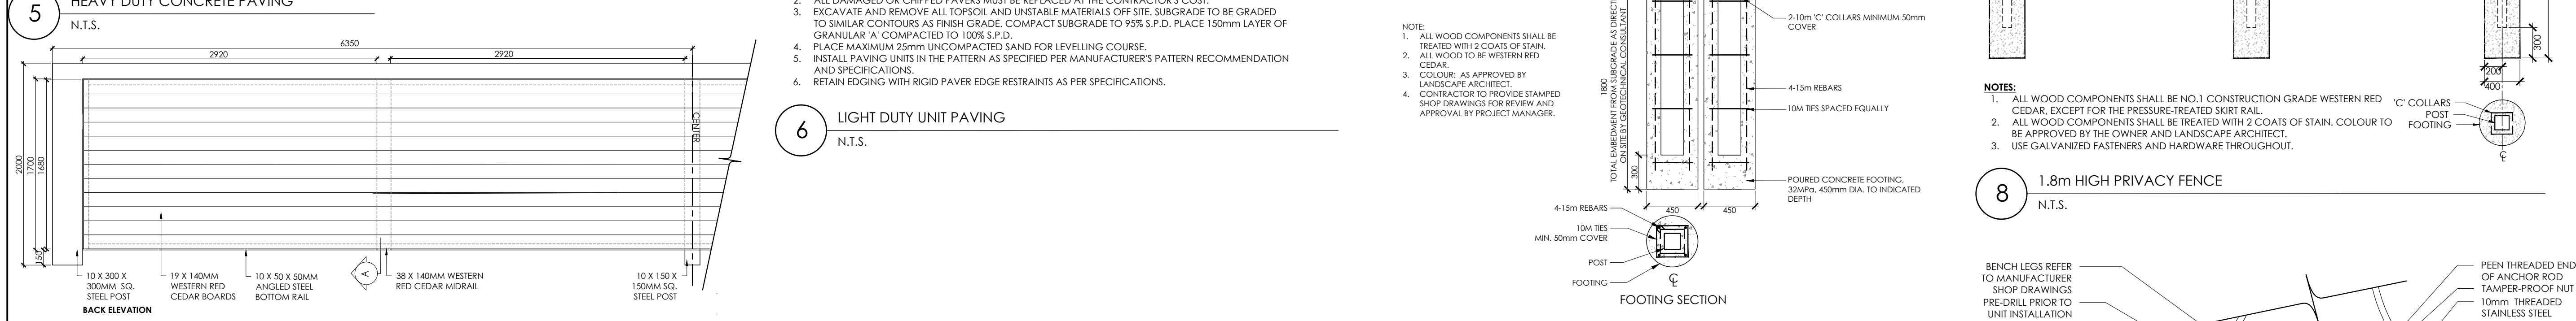 5
HEAVY DUTY CONCRETE PAVING
N.T.S.
6350
2920
2920
2000
1700
1680
150
CENTER
10 X 300 X
300MM SQ.
STEEL POST
19 X 140MM
WESTERN RED
CEDAR BOARDS
10 X 50 X 50MM
ANGLED STEEL
BOTTOM RAIL
A
38 X 140MM WESTERN
RED CEDAR MIDRAIL
10 X 150 X
150MM SQ.
STEEL POST
BACK ELEVATION
2. ALL DAMAGED OR CHIPPED PAVERS MUST BE REPLACED AT THE CONTRACTOR'S COST.
3. EXCAVATE AND REMOVE ALL TOPSOIL AND UNSTABLE MATERIALS OFF SITE. SUBGRADE TO BE GRADED
TO SIMILAR CONTOURS AS FINISH GRADE. COMPACT SUBGRADE TO 95% S.P.D. PLACE 150mm LAYER OF
GRANULAR 'A' COMPACTED TO 100% S.P.D.
4. PLACE MAXIMUM 25mm UNCOMPACTED SAND FOR LEVELLING COURSE.
5. INSTALL PAVING UNITS IN THE PATTERN AS SPECIFIED PER MANUFACTURER'S PATTERN RECOMMENDATION
AND SPECIFICATIONS.
6. RETAIN EDGING WITH RIGID PAVER EDGE RESTRAINTS AS PER SPECIFICATIONS.
6
LIGHT DUTY UNIT PAVING
N.T.S.
NOTE:
1. ALL WOOD COMPONENTS SHALL BE
TREATED WITH 2 COATS OF STAIN.
2. ALL WOOD TO BE WESTERN RED
CEDAR.
3. COLOUR: AS APPROVED BY
LANDSCAPE ARCHITECT.
4. CONTRACTOR TO PROVIDE STAMPED
SHOP DRAWINGS FOR REVIEW AND
APPROVAL BY PROJECT MANAGER.
1800
TOTAL EMBEDMENT FROM SUBGRADE AS
ON SITE BY GEOTECHNICAL CONSULTANT
300
2-10m 'C' COLLARS MINIMUM 50mm
COVER
4-15m REBARS
10M TIES SPACED EQUALLY
POURED CONCRETE FOOTING,
32MPa, 450mm DIA. TO INDICATED
DEPTH
450
450
4-15m REBARS
10M TIES
MIN. 50mm COVER
POST
FOOTING
FOOTING SECTION
300
200
400
NOTES:
1. ALL WOOD COMPONENTS SHALL BE NO.1 CONSTRUCTION GRADE WESTERN RED
CEDAR, EXCEPT FOR THE PRESSURE-TREATED SKIRT RAIL.
2. ALL WOOD COMPONENTS SHALL BE TREATED WITH 2 COATS OF STAIN. COLOUR TO
BE APPROVED BY THE OWNER AND LANDSCAPE ARCHITECT.
3. USE GALVANIZED FASTENERS AND HARDWARE THROUGHOUT.
'C' COLLARS
POST
FOOTING
8
1.8m HIGH PRIVACY FENCE
N.T.S.
BENCH LEGS REFER
TO MANUFACTURER
SHOP DRAWINGS
PRE-DRILL PRIOR TO
UNIT INSTALLATION
PEEN THREADED END
OF ANCHOR ROD
TAMPER-PROOF NUT
10mm THREADED
STAINLESS STEEL